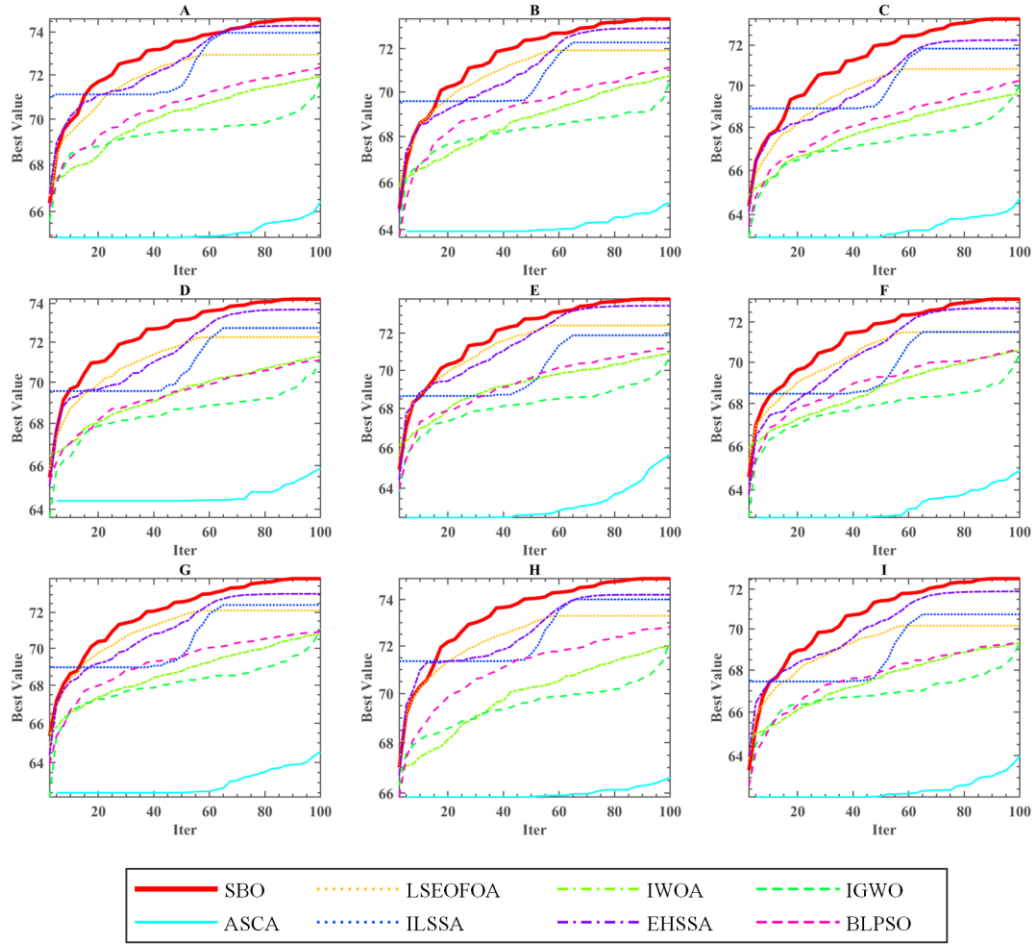 A B C
Best Value 74 72 70 68 66
Best Value 72 70 68 66 64
Best Value 72 70 68 66 64
20 40 60 80 100
20 40 60 80 100
20 40 60 80 100
Iter Iter Iter
D E F
Best Value 74 72 70 68 66 64
Best Value 72 70 68 66 64
Best Value 72 70 68 66 64
20 40 60 80 100
20 40 60 80 100
20 40 60 80 100
Iter Iter Iter
G H I
Best Value 72 70 68 66 64
Best Value 74 72 70 68 66
Best Value 72 70 68 66 64
20 40 60 80 100
20 40 60 80 100
20 40 60 80 100
Iter Iter Iter
SBO LSEOFOA IWOA IGWO
ASCA ILSSA EHSSA BLPSO